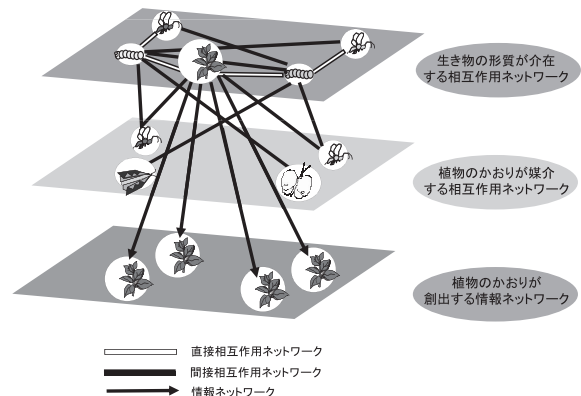 生き物の形質が介在
する相互作用ネットワーク
植物のかおりが媒介
する相互作用ネットワーク
植物のかおりが
創出する情報ネットワーク
直接相互作用ネットワーク
間接相互作用ネットワーク
情報ネットワーク